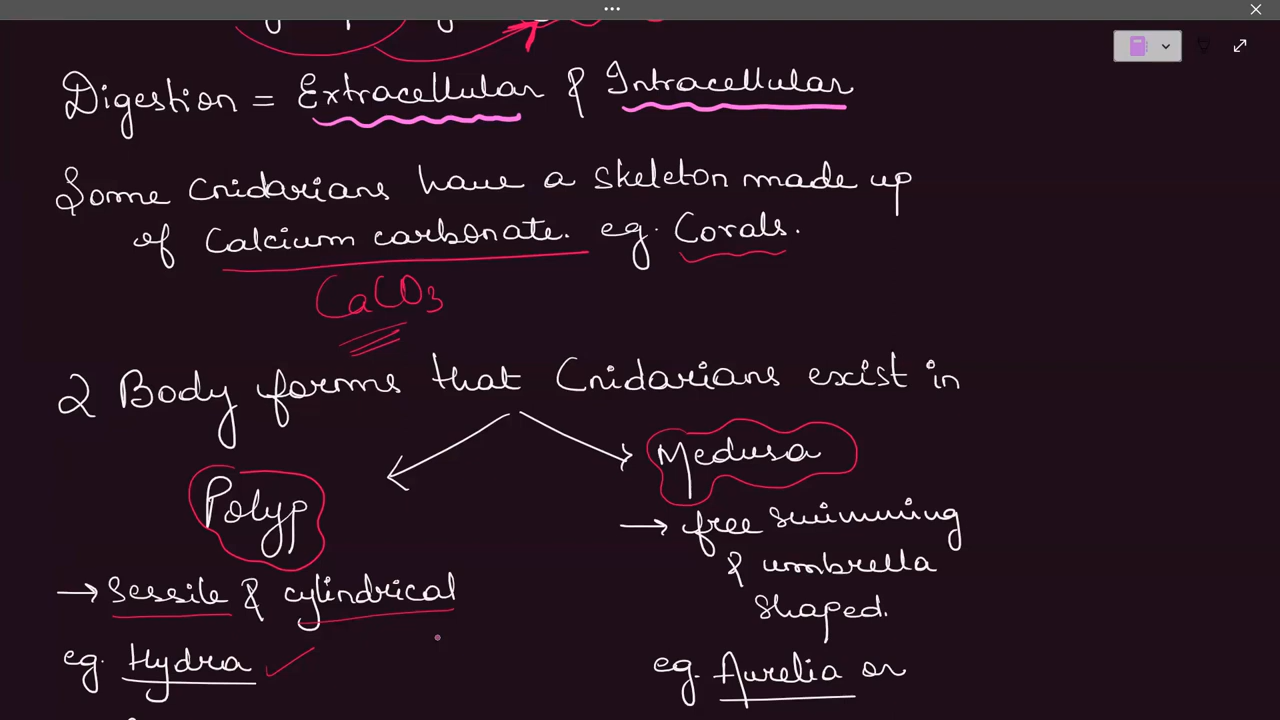 Digestion = Extracellular & Intracellular
Some Cnidarians have a skeleton made up
of Calcium carbonate. eg. Corals.
CaCO3
2 Body forms that Cnidarians exist in
Polyp
Medusa
→ free swimming
& umbrella
shaped.
→ Sessile & cylindrical
eg. Hydra
eg. Aurelia or